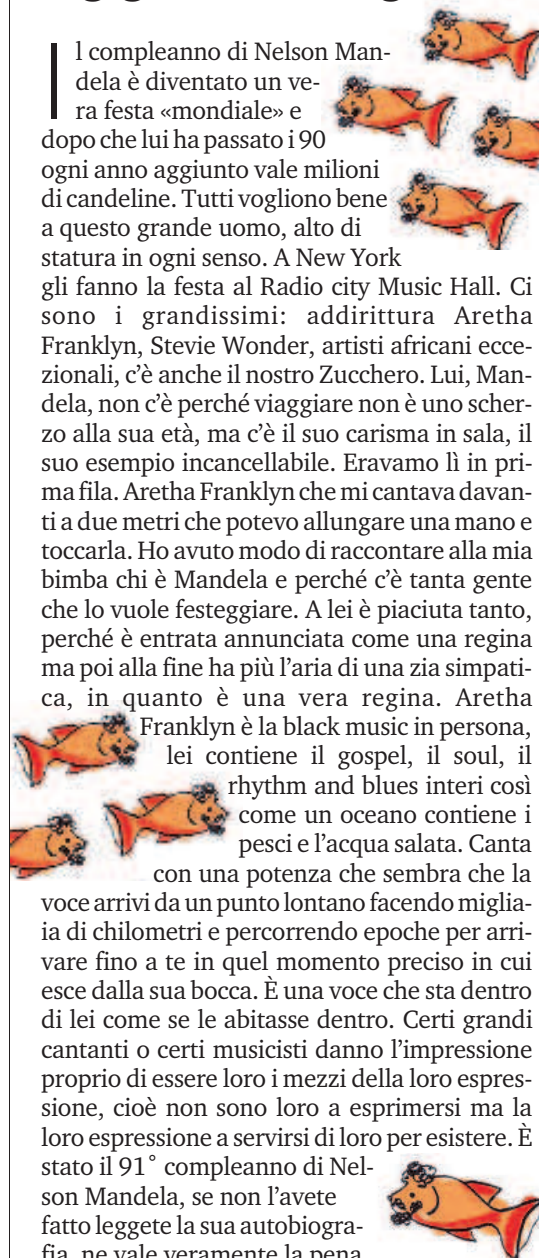 Il compleanno di Nelson Man-
dela è diventato un ve-
ra festa «mondiale» e
dopo che lui ha passato i 90
ogni anno aggiunto vale milioni
di candeline. Tutti vogliono bene
a questo grande uomo, alto di
statura in ogni senso. A New York
gli fanno la festa al Radio city Music Hall. Ci
sono i grandissimi: addirittura Aretha
Franklyn, Stevie Wonder, artisti africani ecce-
zionali, c’è anche il nostro Zucchero. Lui, Man-
dela, non c’è perché viaggiare non è uno scher-
zo alla sua età, ma c’è il suo carisma in sala, il
suo esempio incancellabile. Eravamo lì in pri-
ma fila. Aretha Franklyn che mi cantava davan-
ti a due metri che potevo allungare una mano e
toccarla. Ho avuto modo di raccontare alla mia
bimba chi è Mandela e perché c’è tanta gente
che lo vuole festeggiare. A lei è piaciuta tanto,
perché è entrata annunciata come una regina
ma poi alla fine ha più l’aria di una zia simpati-
ca, in quanto è una vera regina. Aretha
Franklyn è la black music in persona,
lei contiene il gospel, il soul, il
rhythm and blues interi così
come un oceano contiene i
pesci e l’acqua salata. Canta
con una potenza che sembra che la
voce arrivi da un punto lontano facendo miglia-
ia di chilometri e percorrendo epoche per arri-
vare fino a te in quel momento preciso in cui
esce dalla sua bocca. È una voce che sta dentro
di lei come se le abitasse dentro. Certi grandi
cantanti o certi musicisti danno l’impressione
proprio di essere loro i mezzi della loro espres-
sione, cioè non sono loro a esprimersi ma la
loro espressione a servirsi di loro per esistere. È
stato il 91° compleanno di Nel-
son Mandela, se non l’avete
fatto leggete la sua autobiogra-
fia, ne vale veramente la pena